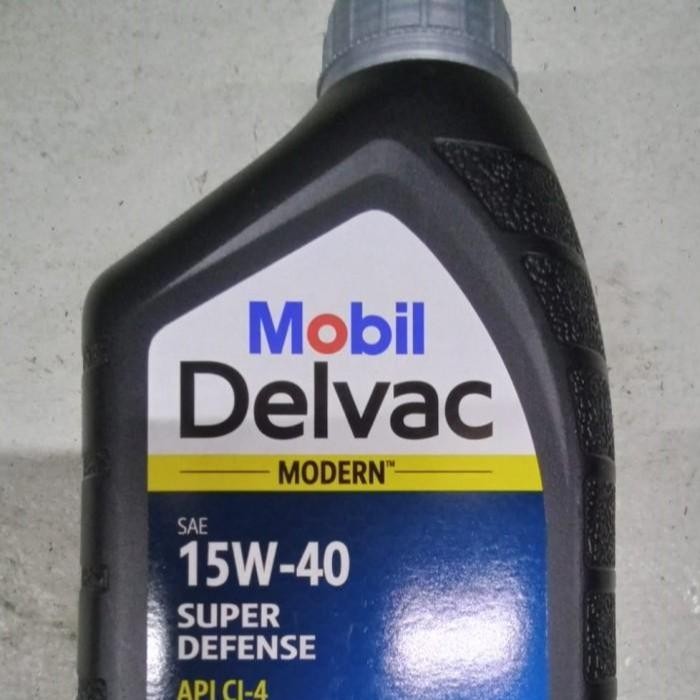 Mobil
Delvac
MODERN™
SAE
15W-40
SUPER
DEFENSE
API CI-4